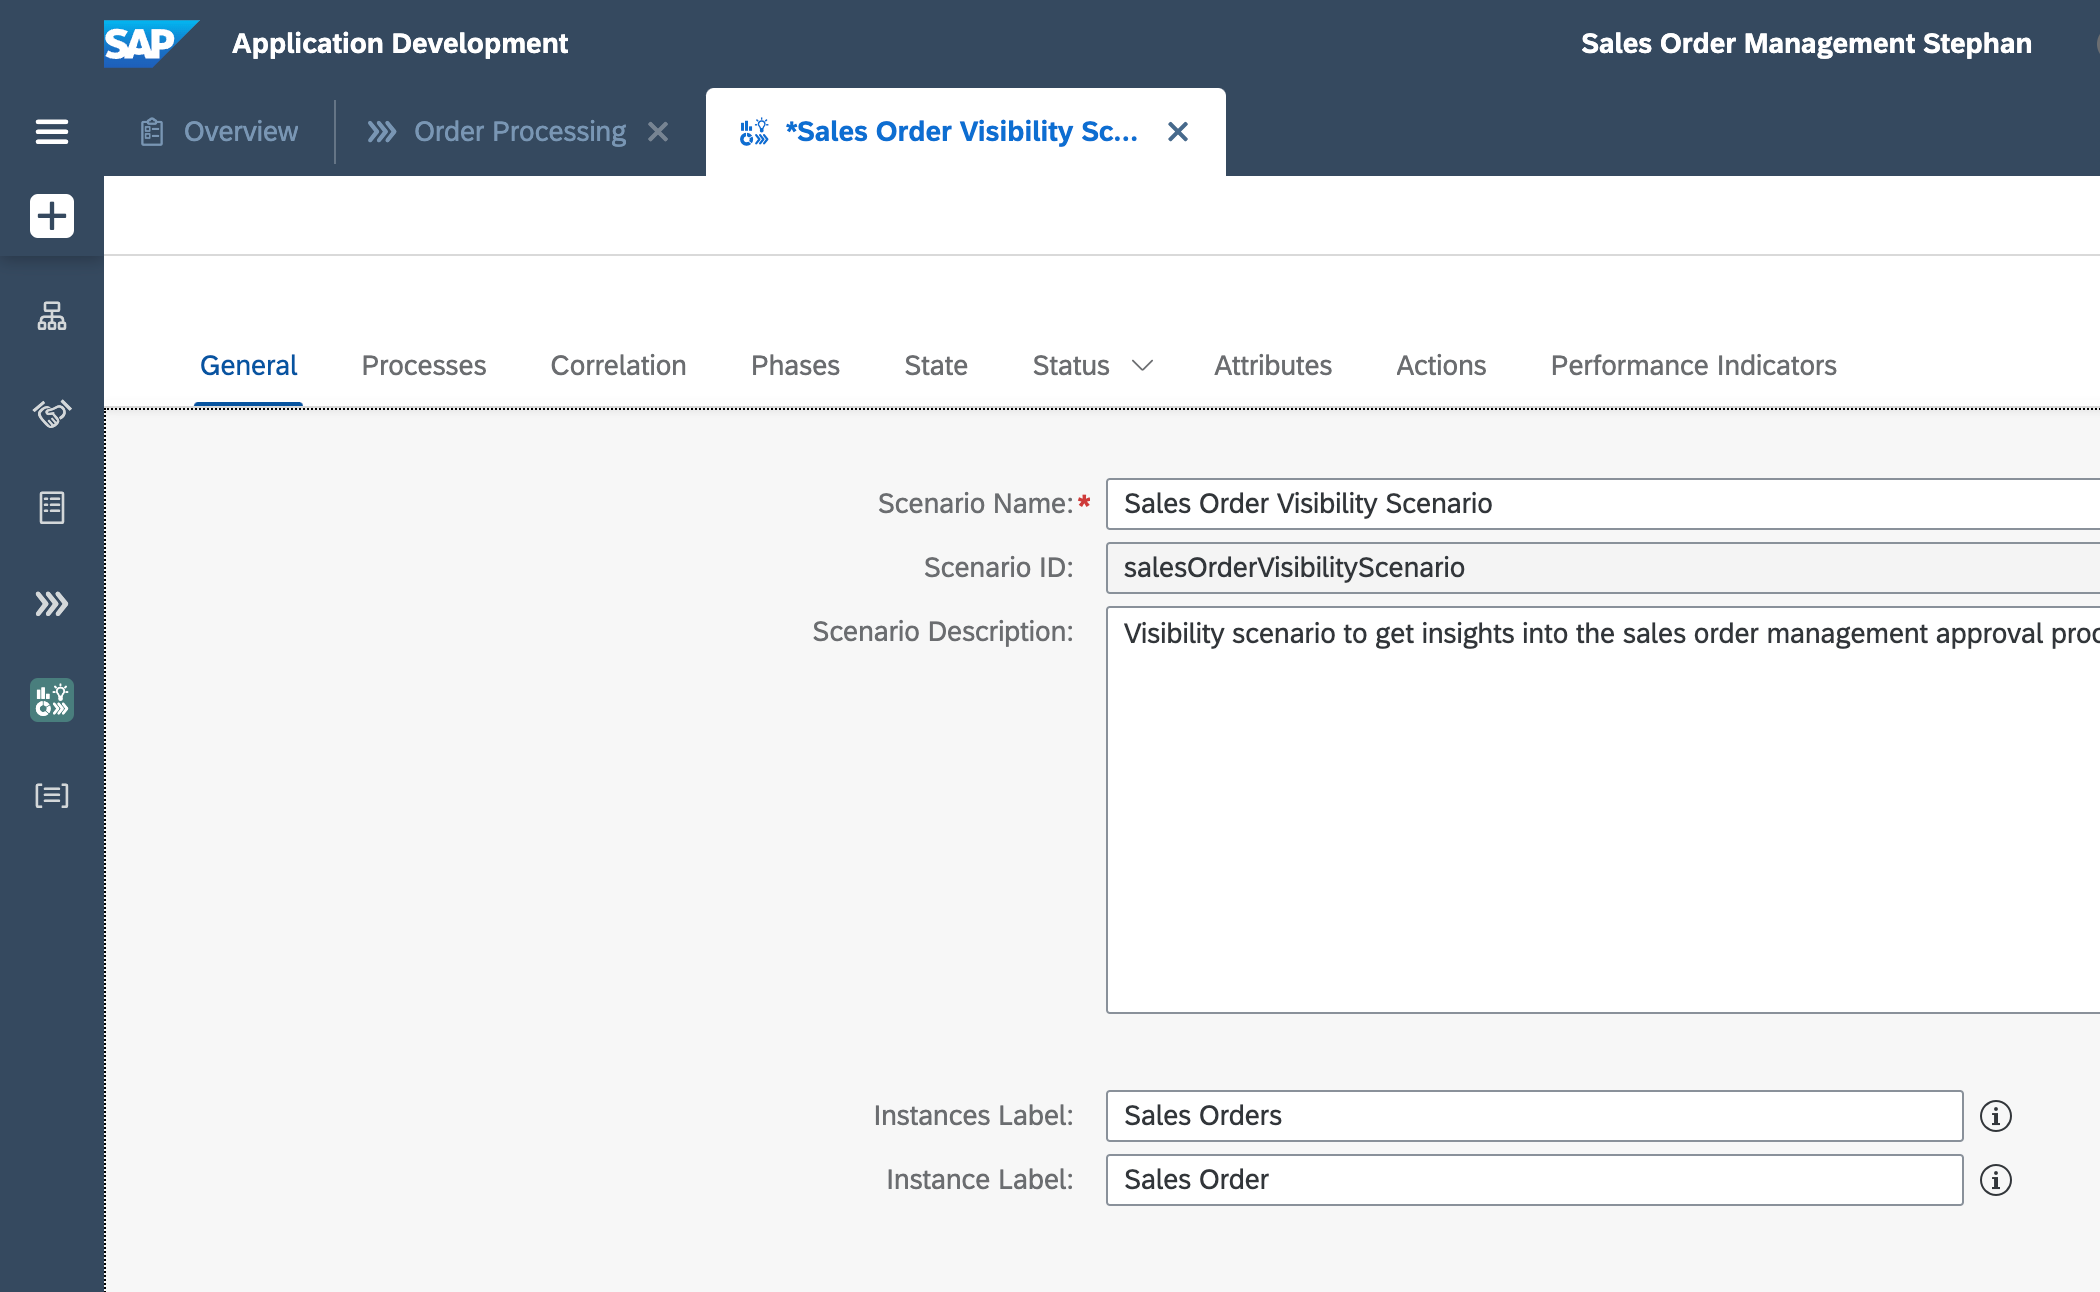 SAP Application Development Sales Order Management Stephan
Overview Order Processing *Sales Order Visibility Sc...
General Processes Correlation Phases State Status Attributes Actions Performance Indicators
Scenario Name:* Sales Order Visibility Scenario
Scenario ID: salesOrderVisibilityScenario
Scenario Description: Visibility scenario to get insights into the sales order management approval
Instances Label: Sales Orders
Instance Label: Sales Order